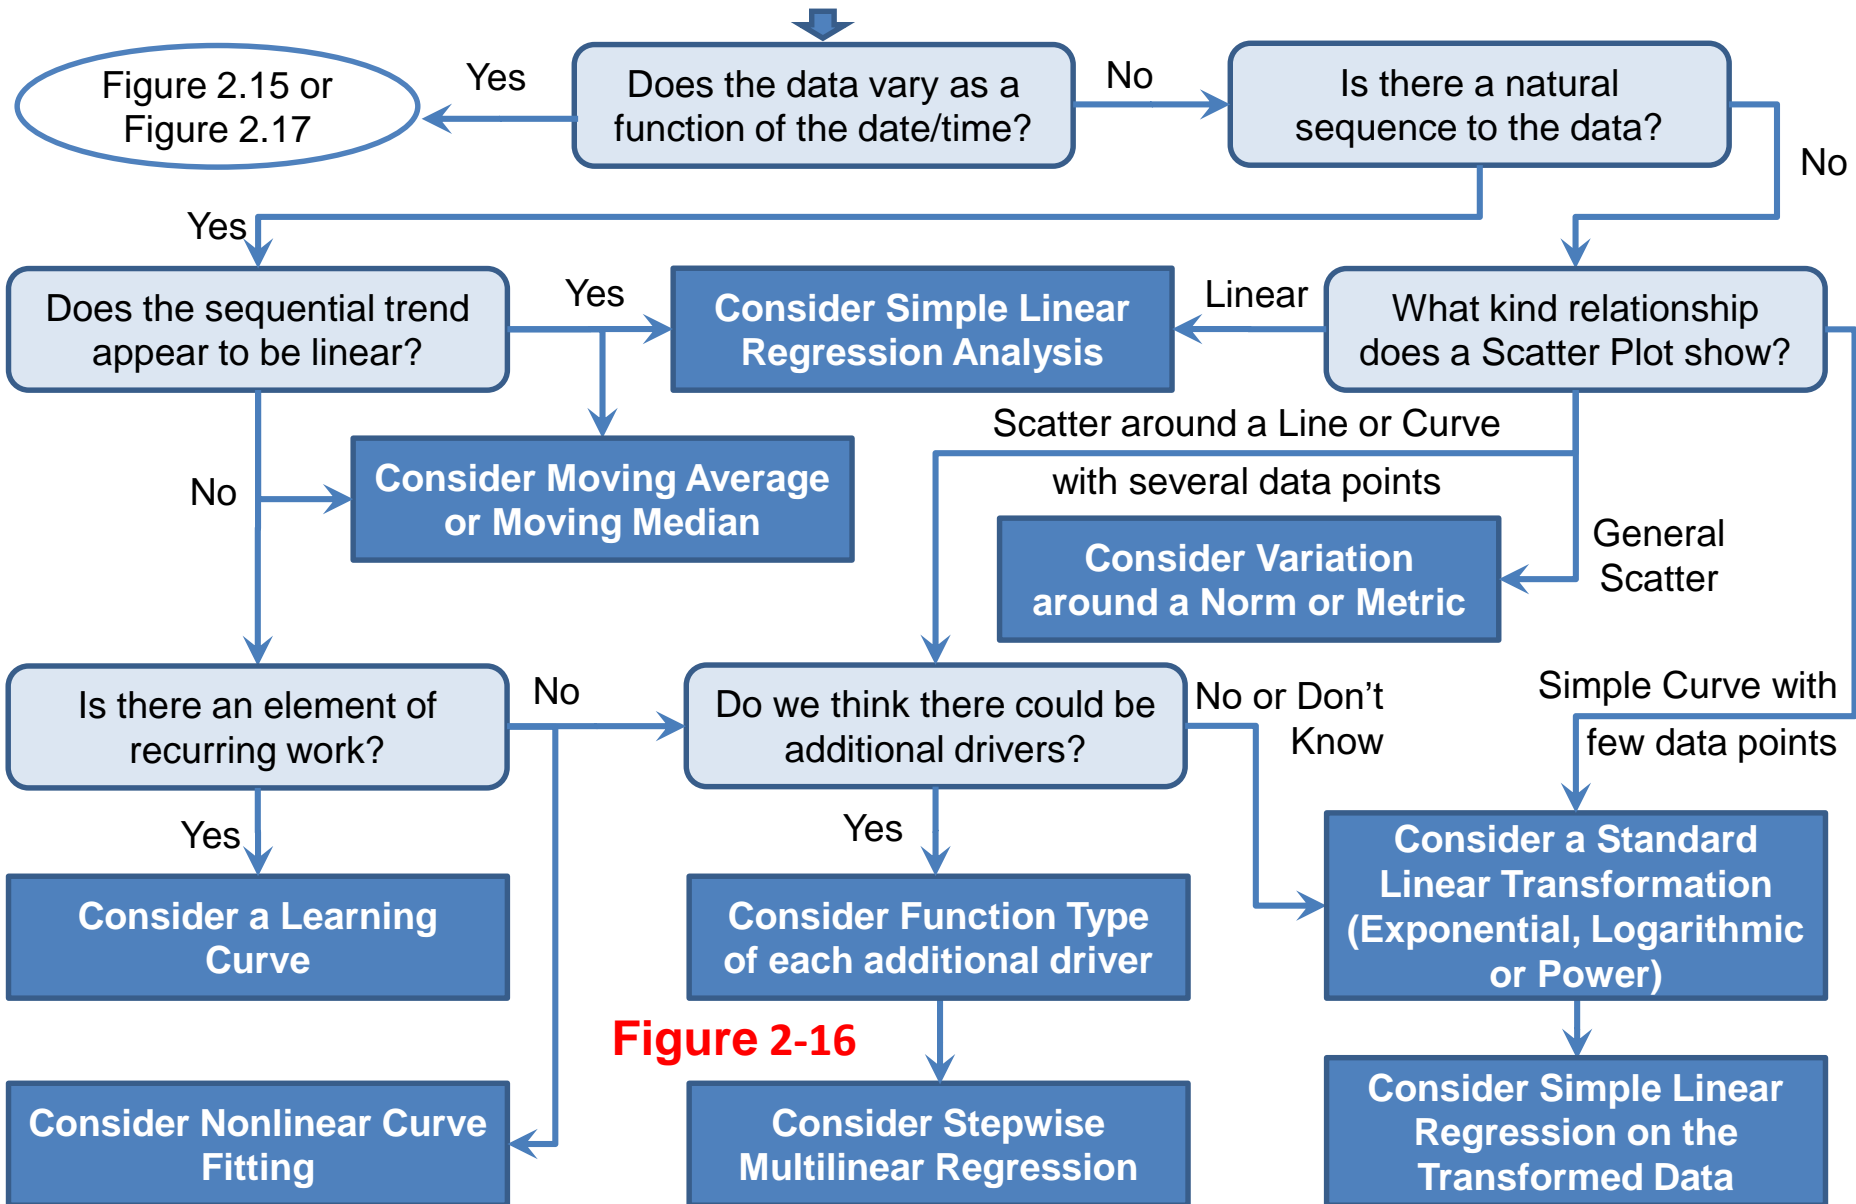 Figure 2.15 or
Figure 2.17
Yes
Does the data vary as a
function of the date/time?
No
Is there a natural
sequence to the data?
No
Yes
Does the sequential trend
appear to be linear?
Yes
Consider Simple Linear
Regression Analysis
Linear
What kind relationship
does a Scatter Plot show?
Scatter around a Line or Curve
with several data points
No
Consider Moving Average
or Moving Median
Consider Variation
around a Norm or Metric
General
Scatter
Is there an element of
recurring work?
No
Do we think there could be
additional drivers?
No or Don’t
Know
Simple Curve with
few data points
Yes
Yes
Consider a Learning
Curve
Consider Function Type
of each additional driver
Consider a Standard
Linear Transformation
(Exponential, Logarithmic
or Power)
Figure 2-16
Consider Nonlinear Curve
Fitting
Consider Stepwise
Multilinear Regression
Consider Simple Linear
Regression on the
Transformed Data